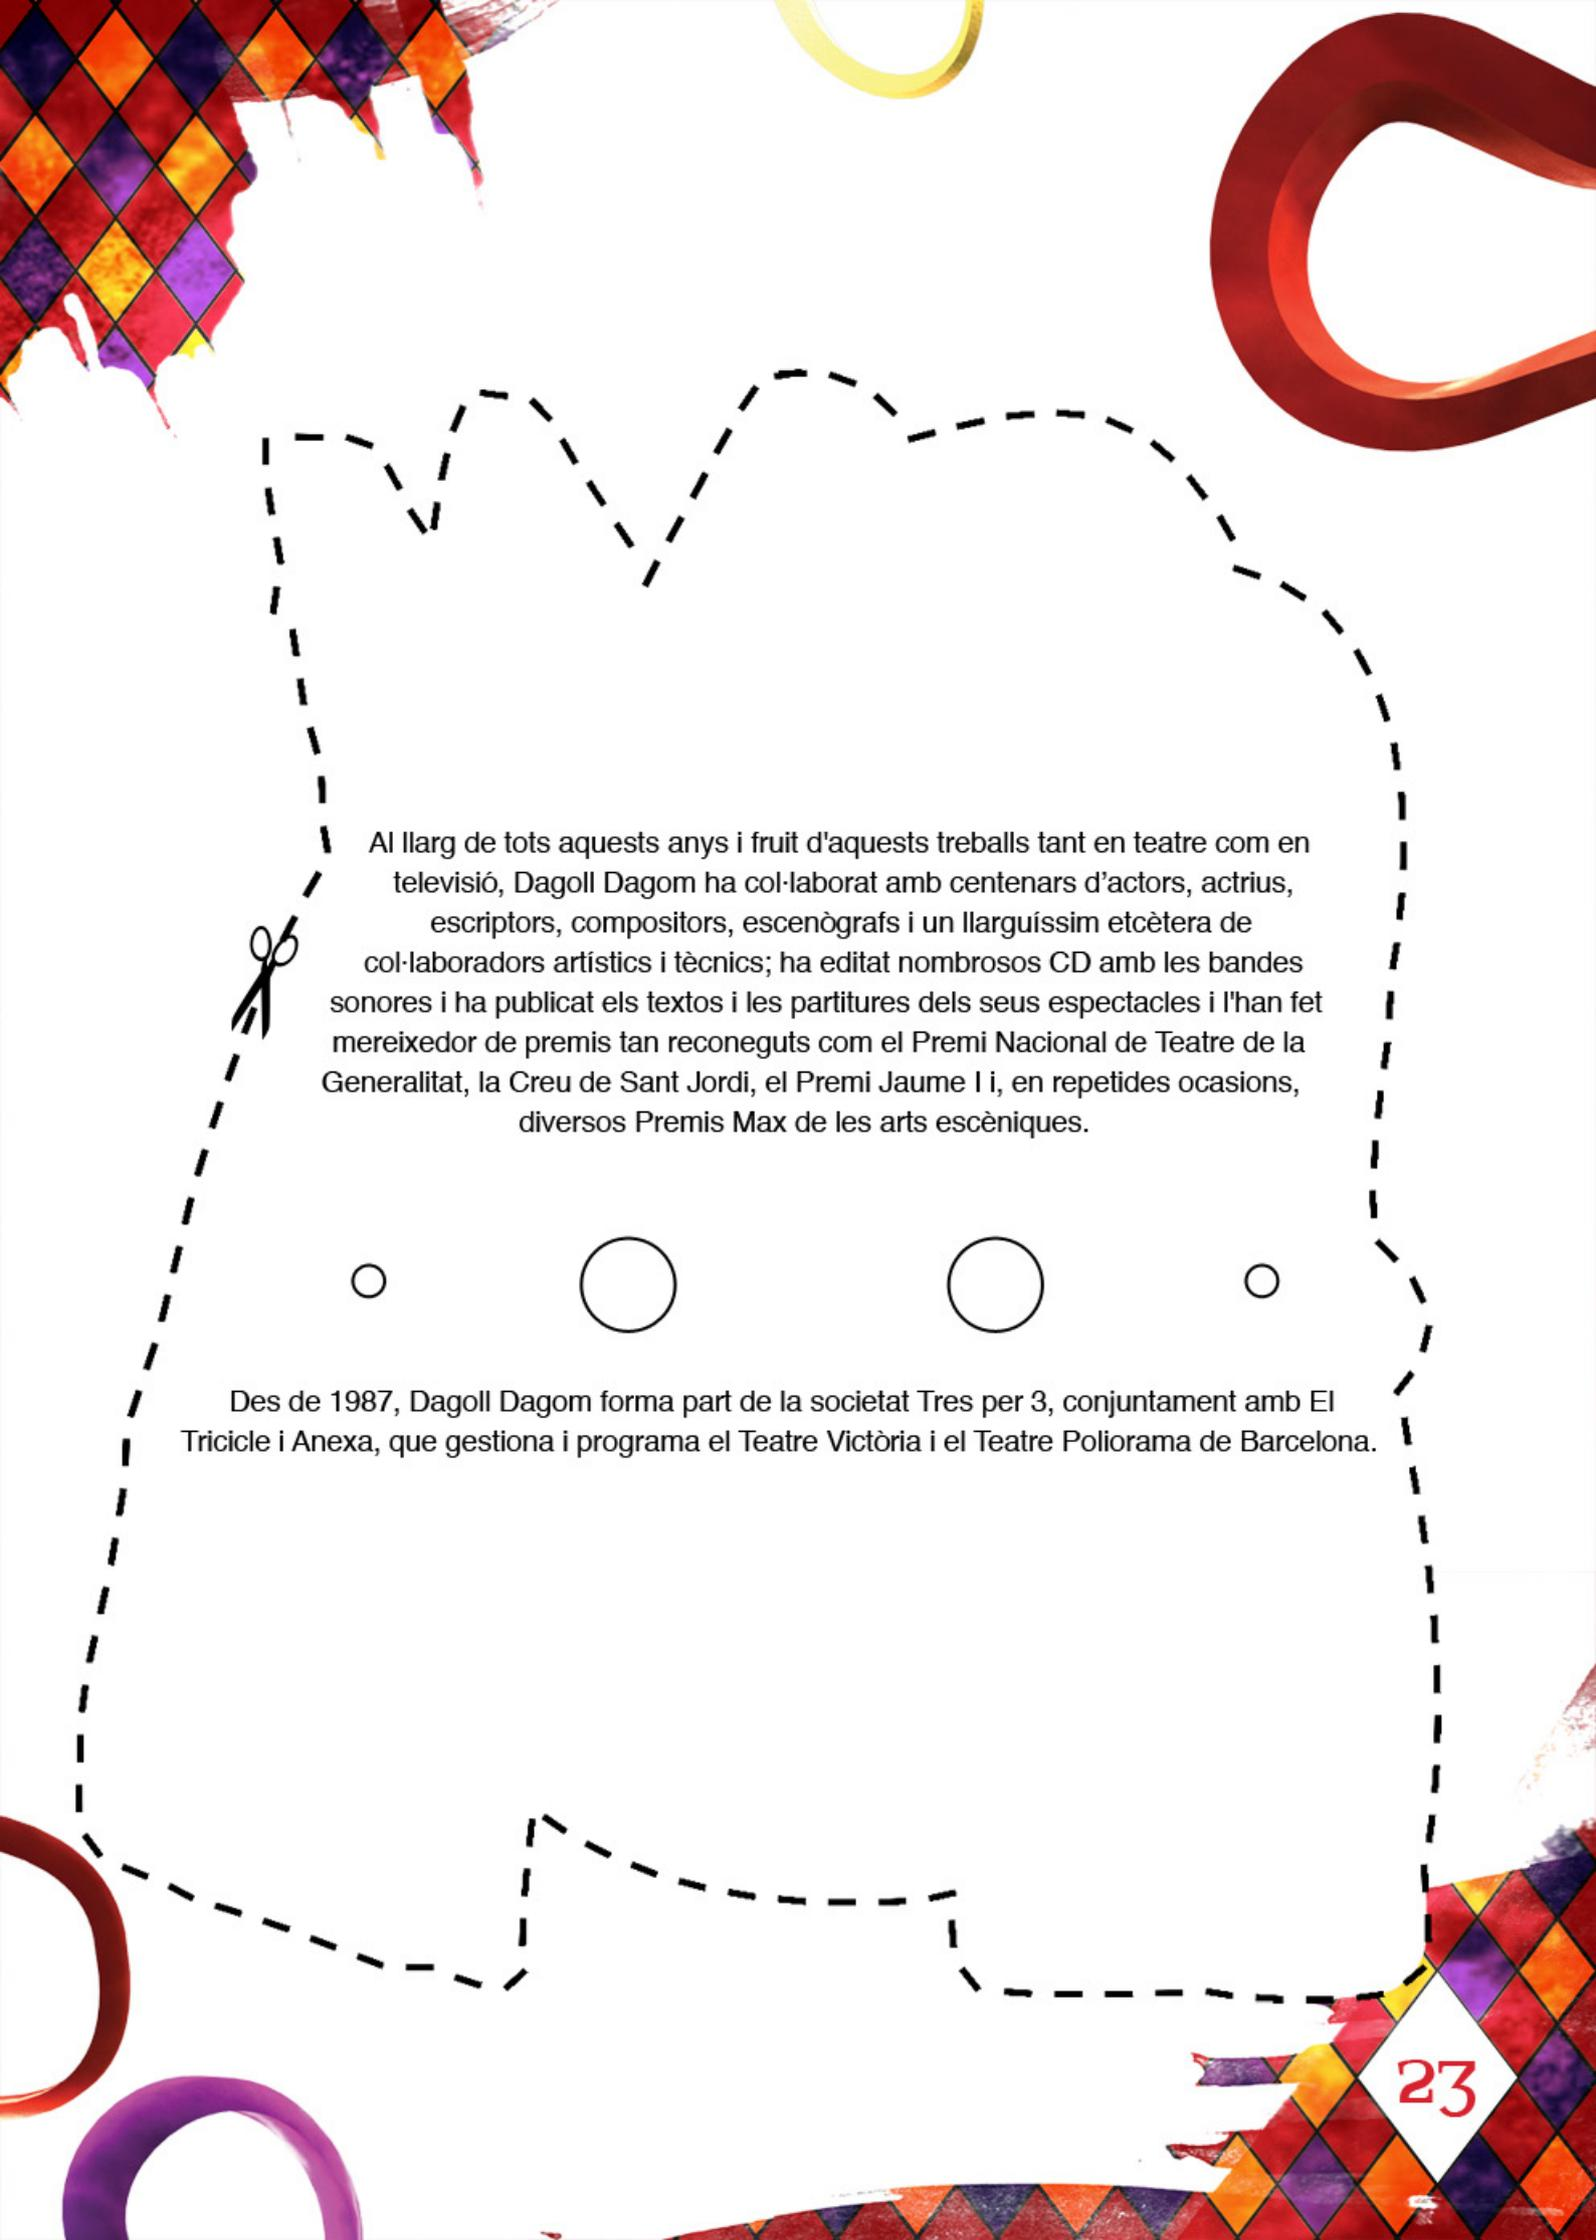 Al llarg de tots aquests anys i fruit d'aquests treballs tant en teatre com en
televisió, Dagoll Dagom ha col·laborat amb centenars d’actors, actrius,
escriptors, compositors, escenògrafs i un llarguíssim etcètera de
col·laboradors artístics i tècnics; ha editat nombrosos CD amb les bandes
sonores i ha publicat els textos i les partitures dels seus espectacles i l'han fet
mereixedor de premis tan reconeguts com el Premi Nacional de Teatre de la
Generalitat, la Creu de Sant Jordi, el Premi Jaume I i, en repetides ocasions,
diversos Premis Max de les arts escèniques.
Des de 1987, Dagoll Dagom forma part de la societat Tres per 3, conjuntament amb El
Tricicle i Anexa, que gestiona i programa el Teatre Victòria i el Teatre Poliorama de Barcelona.
23